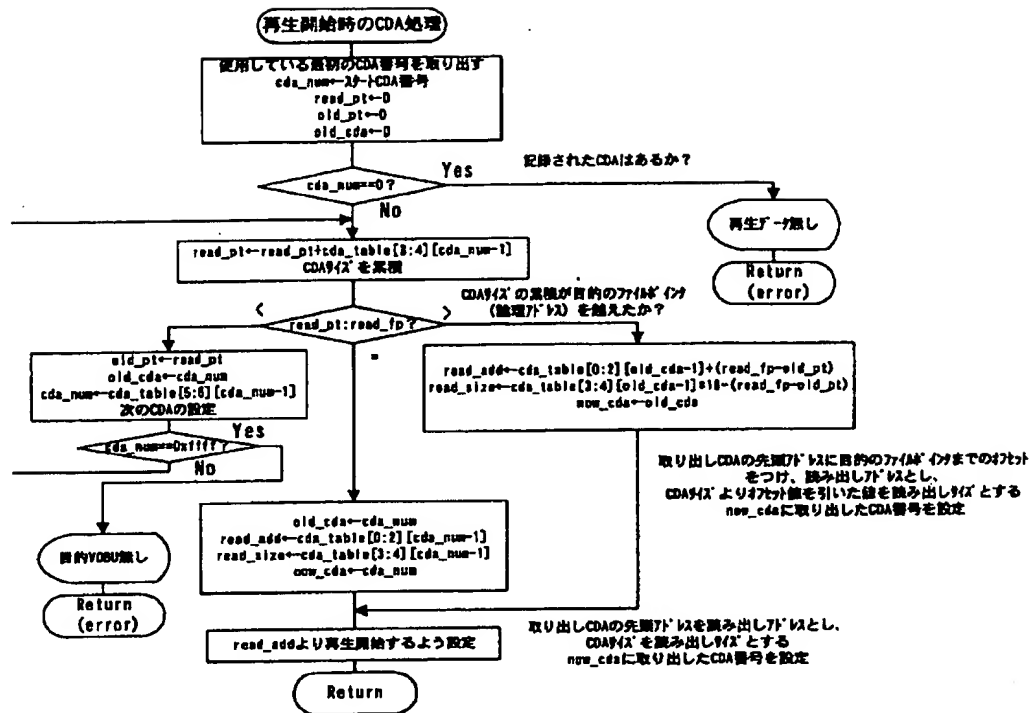 再生開始時のCDA処理
使用している最初のCDA番号を取り出す
cda_num←スタートCDA番号
read_pt←0
old_pt←0
old_cda←0
記録されたCDAはあるか?
Yes
cda_num==0?
No
再生データ無し
Return
(error)
read_pt←read_pt+cda_table[3:4][cda_num-1]
CDAサイズを累積
CDAサイズの累積が目的のファイルポインタ
(論理アドレス)を越えたか?
<
>
read_pt:read_fp?
=
old_pt←read_pt
old_cda←cda_num
cda_num←cda_table[5:6][cda_num-1]
次のCDAの設定
read_add←cda_table[0:2][old_cda-1]+(read_fp-old_pt)
read_size←cda_table[3:4][old_cda-1]*16-(read_fp-old_pt)
now_cda←old_cda
Yes
cda_num==0xffff?
No
取り出しCDAの先頭アドレスに目的のファイルポインタまでのオフセット
をつけ、読み出しアドレスとし、
CDAサイズよりオフセット値を引いた値を読み出しサイズとする
now_cdaに取り出したCDA番号を設定
目的VOBU無し
Return
(error)
old_cda←cda_num
read_add←cda_table[0:2][cda_num-1]
read_size←cda_table[3:4][cda_num-1]
now_cda←cda_num
取り出しCDAの先頭アドレスを読み出しアドレスとし、
CDAサイズを読み出しサイズとする
now_cdaに取り出したCDA番号を設定
read_addより再生開始するよう設定
Return